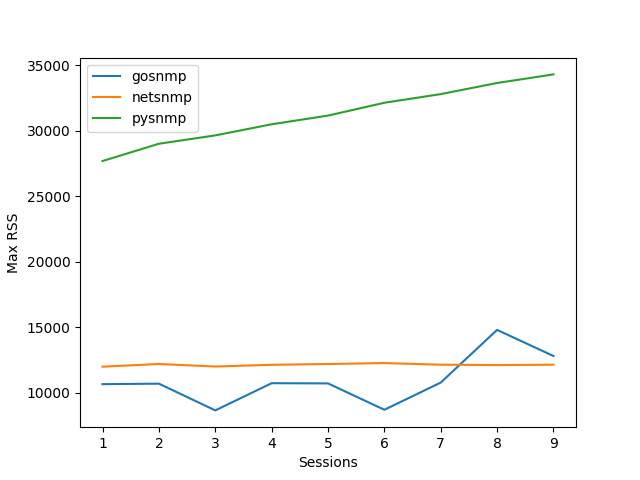 gosnmp
netsnmp
pysnmp
35000
30000
25000
20000
15000
10000
Max RSS
1 2 3 4 5 6 7 8 9
Sessions